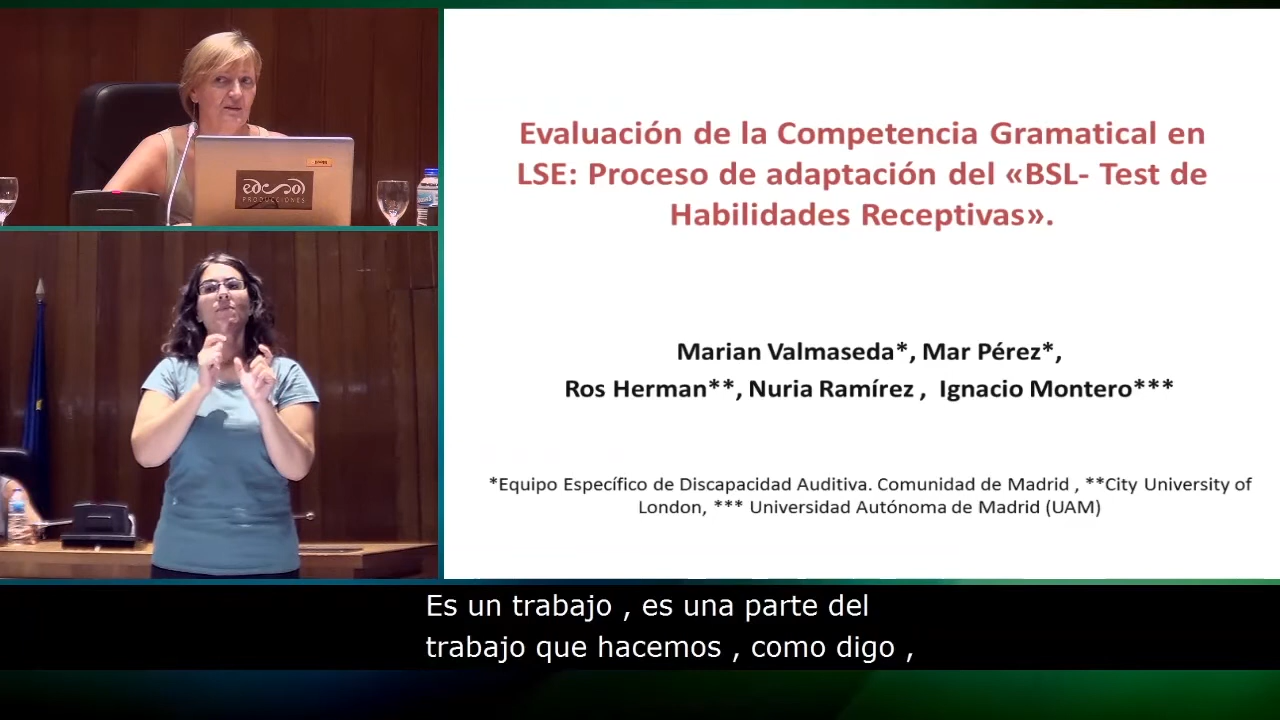 Evaluación de la Competencia Gramatical en
LSE: Proceso de adaptación del «BSL- Test de
Habilidades Receptivas».
Marian Valmaseda*, Mar Pérez*,
Ros Herman**, Nuria Ramírez , Ignacio Montero***
*Equipo Específico de Discapacidad Auditiva. Comunidad de Madrid , **City University of
London, *** Universidad Autónoma de Madrid (UAM)
edesol
PRODUCCIONES
Es un trabajo , es una parte del
trabajo que hacemos , como digo ,